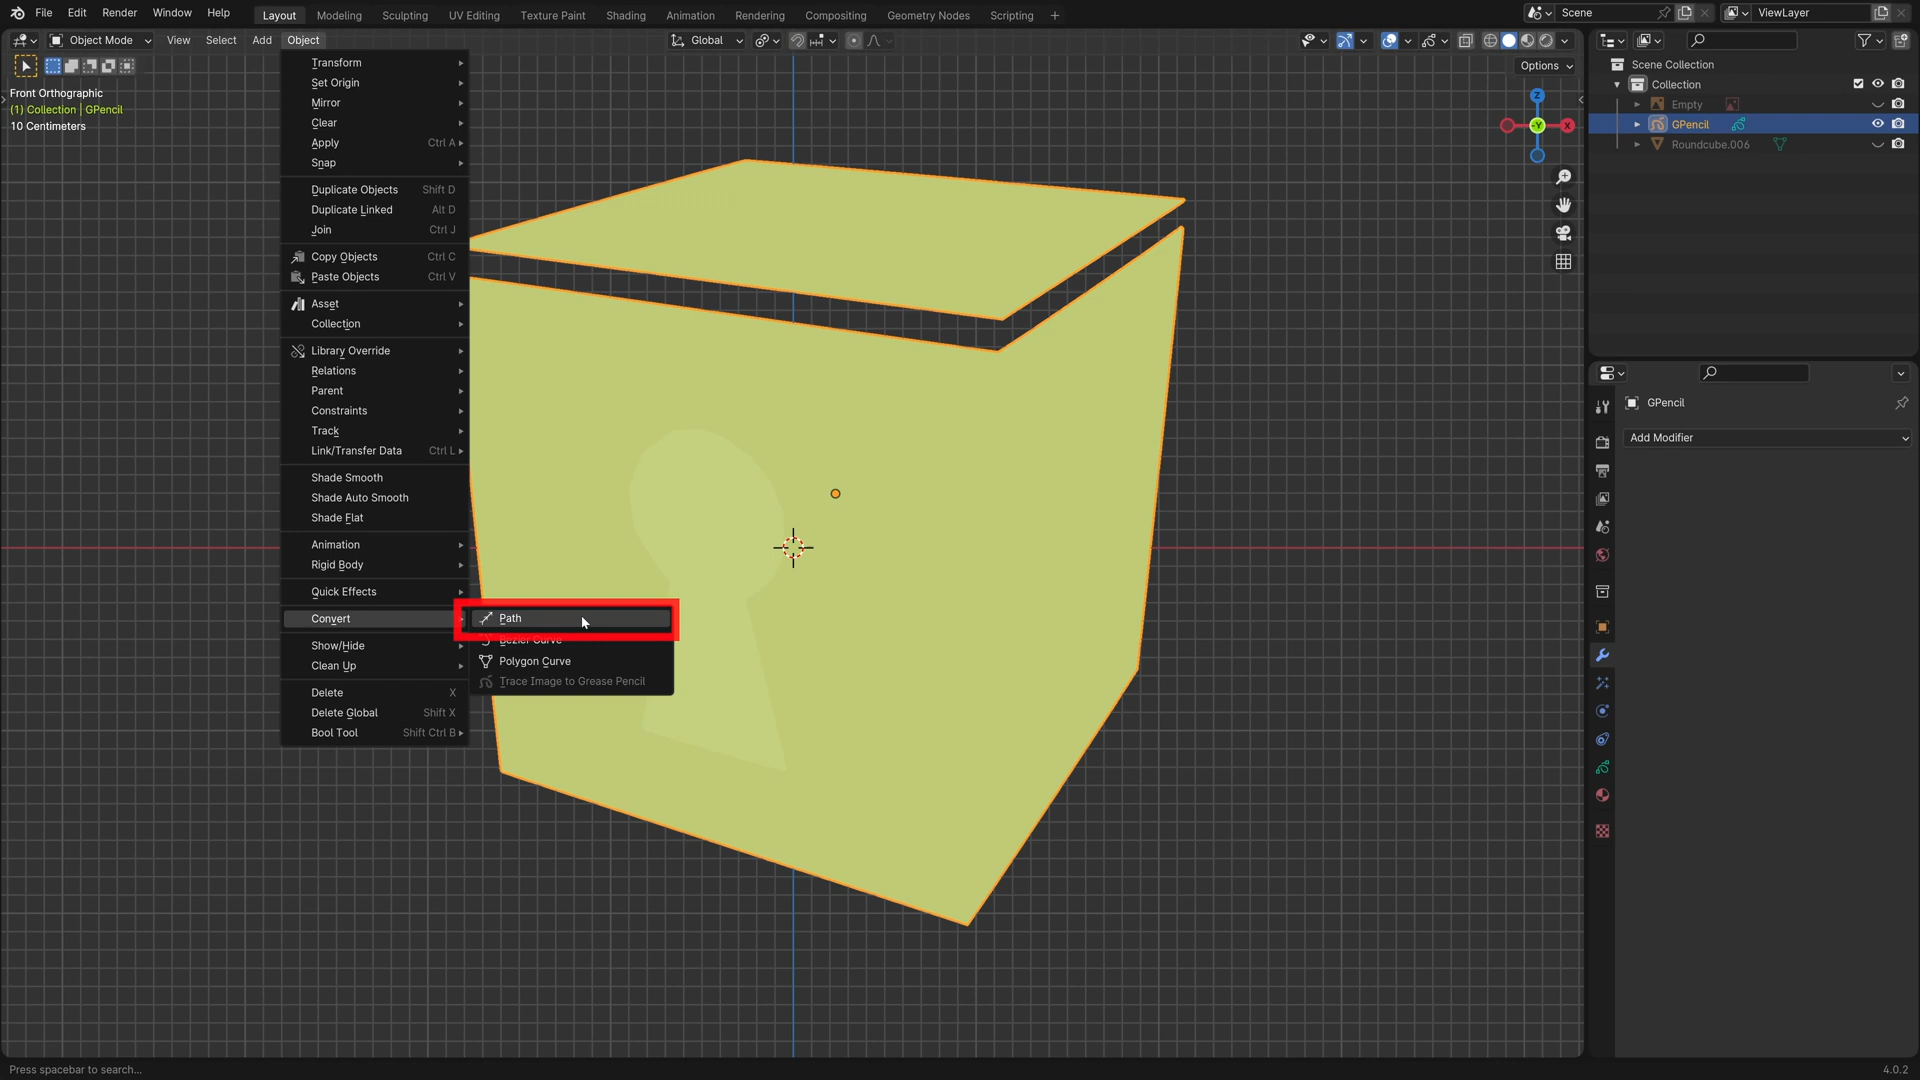 File Edit Render Window Help
Layout Modeling Sculpting UV Editing Texture Paint Shading Animation Rendering Compositing Geometry Nodes Scripting +
Scene
ViewLayer
Object Mode View Select Add Object
Global
Options
Front Orthographic
(1) Collection | GPencil
10 Centimeters
Transform
Set Origin
Mirror
Clear
Apply Ctrl A
Snap
Duplicate Objects Shift D
Duplicate Linked Alt D
Join Ctrl J
Copy Objects Ctrl C
Paste Objects Ctrl V
Asset
Collection
Library Override
Relations
Parent
Constraints
Track
Link/Transfer Data Ctrl L
Shade Smooth
Shade Auto Smooth
Shade Flat
Animation
Rigid Body
Quick Effects
Convert
Show/Hide
Clean Up
Delete X
Delete Global Shift X
Bool Tool Shift Ctrl B
Path
Bezier Curve
Polygon Curve
Trace Image to Grease Pencil
Z
-Y
X
Scene Collection
Collection
Empty
GPencil
Roundcube.006
GPencil
Add Modifier
Press spacebar to search...
4.0.2